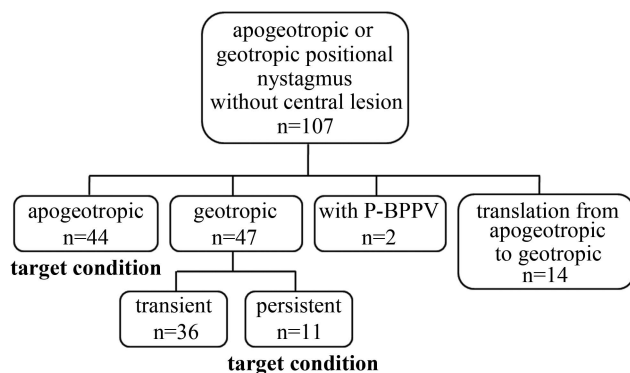 apogeotropic or
geotropic positional
nystagmus
without central lesion
n=107
apogeotropic
n=44
target condition
geotropic
n=47
with P-BPPV
n=2
translation from
apogeotropic
to geotropic
n=14
transient
n=36
persistent
n=11
target condition